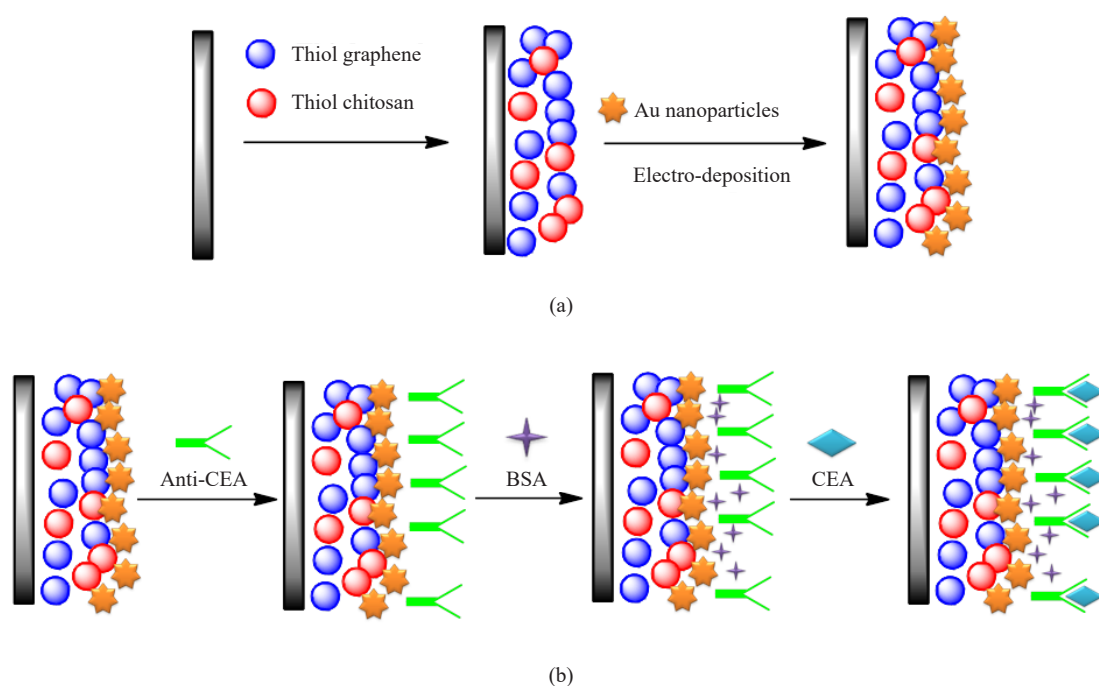 Thiol graphene
Thiol chitosan
Au nanoparticles
Electro-deposition
(a)
Anti-CEA
BSA
CEA
(b)